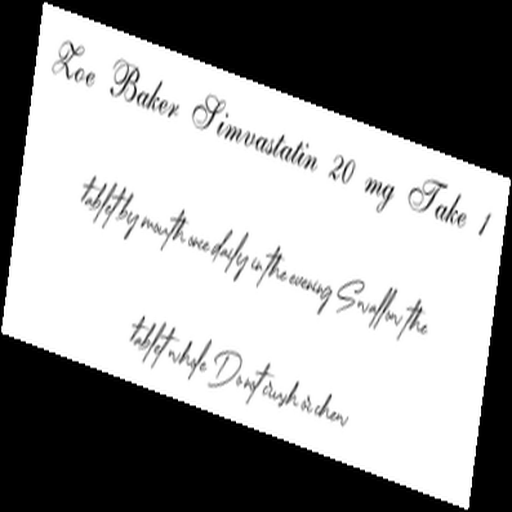 Zoe Baker Simvastatin 20 mg Take 1
tablet by mouth once daily in the evening Swallow the
tablet whole Do not crush or chew